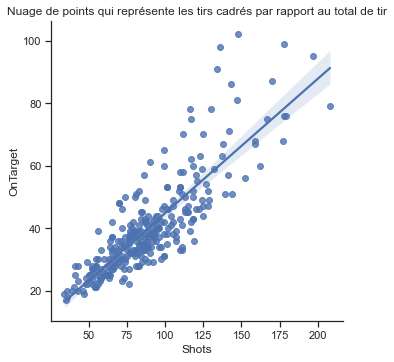 Nuage de points qui représente les tirs cadrés par rapport au total de tir
100
80
60
40
20
OnTarget
50 75 100 125 150 175 200
Shots